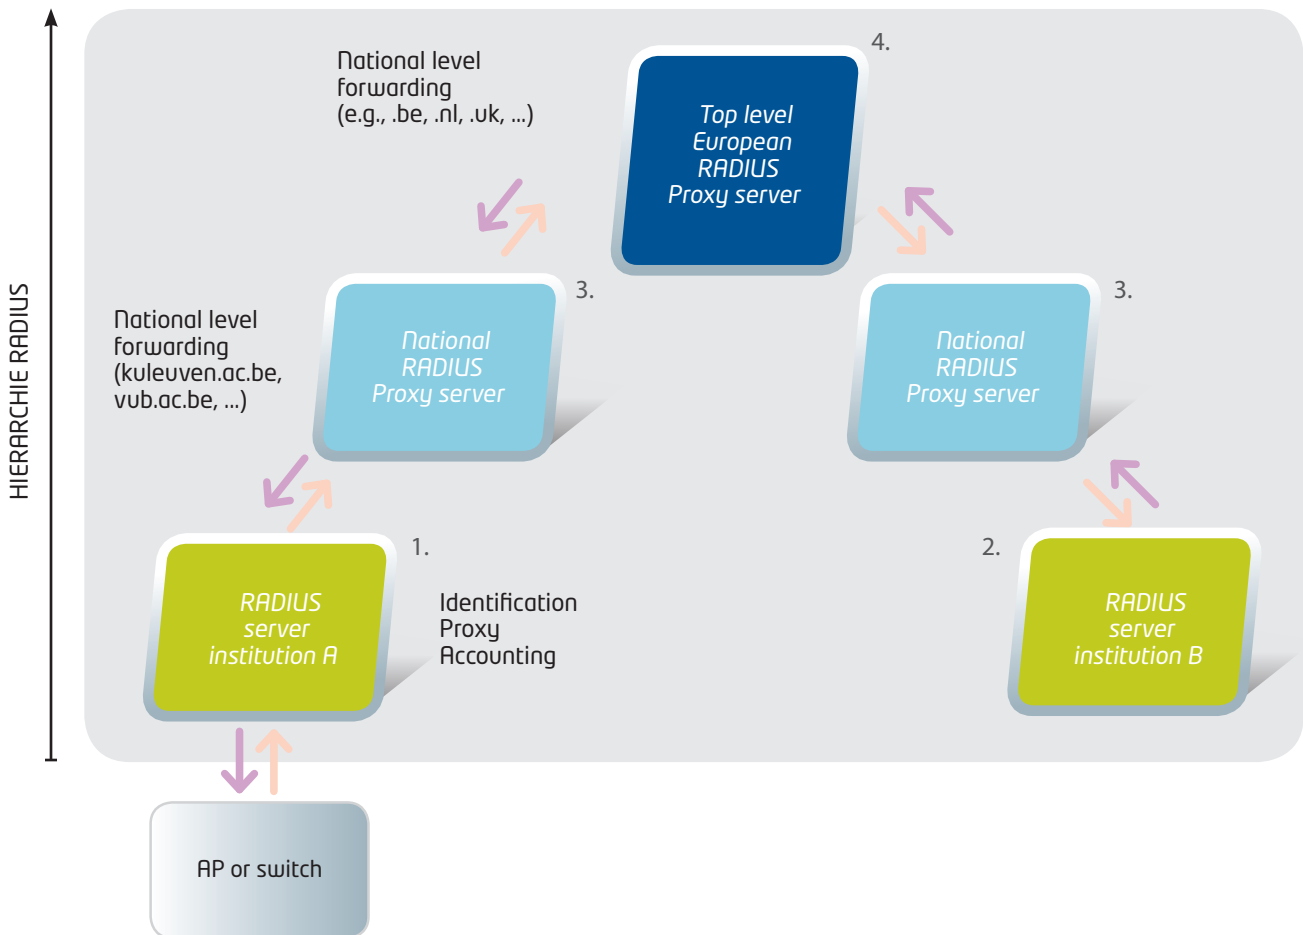 HIERARCHIE RADIUS
National level
forwarding
(e.g., .be, .nl, .uk, ...)
4.
Top level
European
RADIUS
Proxy server
National level
forwarding
(kuleuven.ac.be,
vub.ac.be, ...)
3.
National
RADIUS
Proxy server
3.
National
RADIUS
Proxy server
1.
RADIUS
server
institution A
Identification
Proxy
Accounting
2.
RADIUS
server
institution B
AP or switch